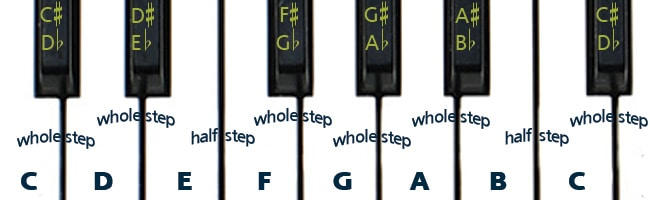 C♯ D♯ F♯ G♯ A♯ C♯
D♭ E♭ G♭ A♭ B♭ D♭
whole step whole step half step whole step whole step whole step half step whole step
C D E F G A B C